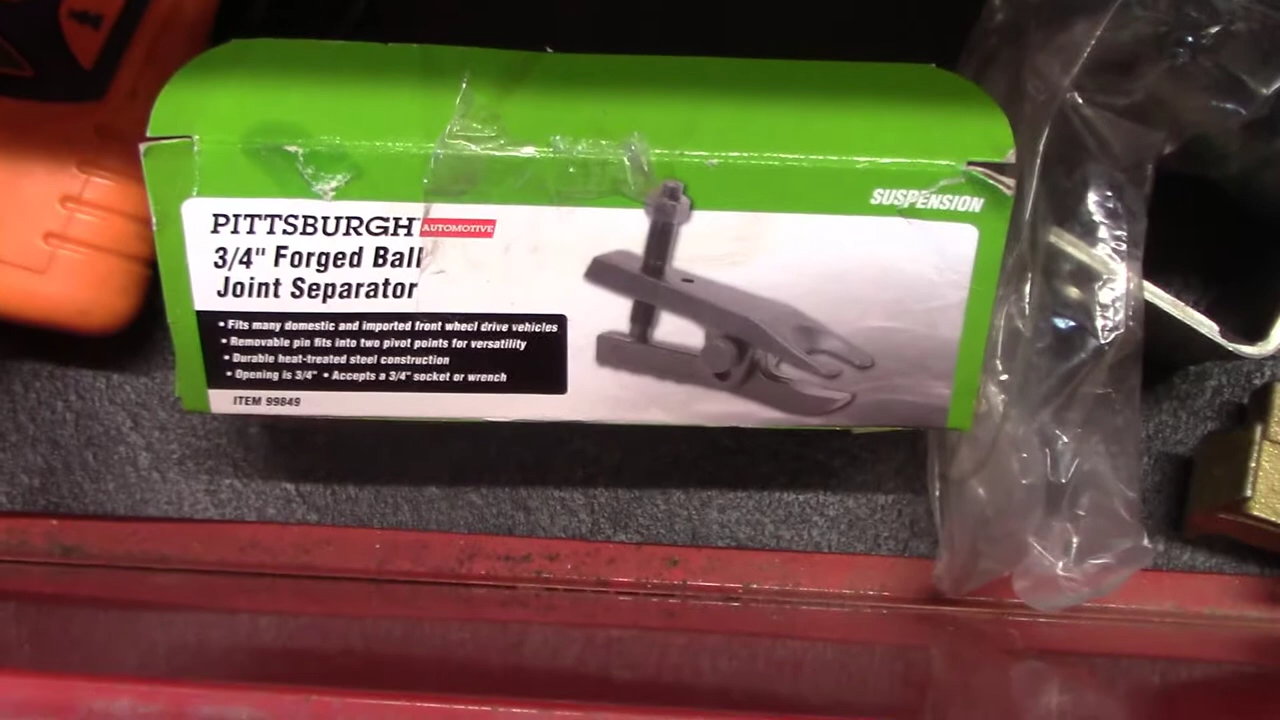 SUSPENSION
PITTSBURGH AUTOMOTIVE
3/4" Forged Ball
Joint Separator
• Fits many domestic and imported front wheel drive vehicles
• Removable pin fits into two pivot points for versatility
• Durable heat-treated steel construction
• Opening is 3/4" • Accepts a 3/4" socket or wrench
ITEM 99849